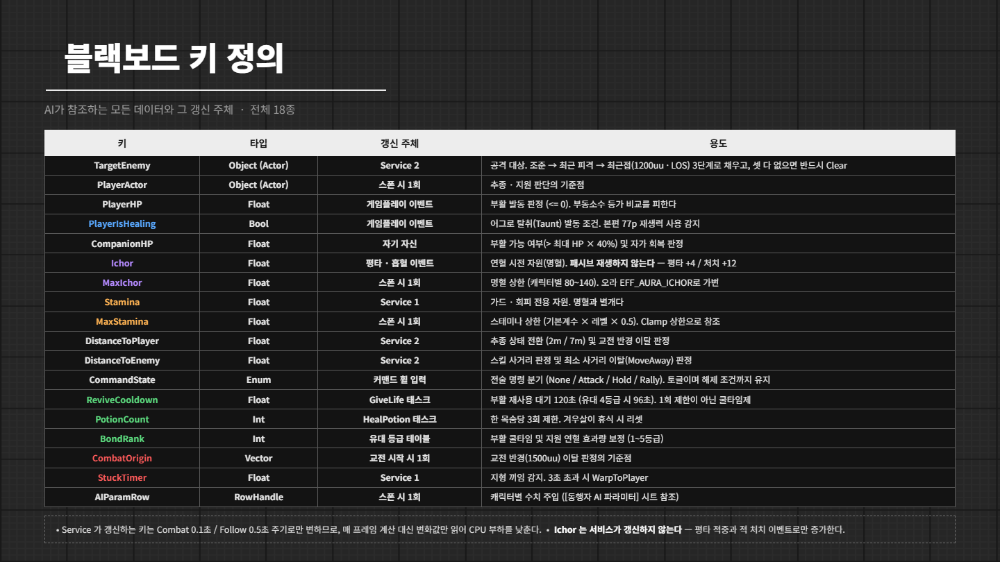 블랙보드 키 정의
AI가 참조하는 모든 데이터와 그 갱신 주체 · 전체 18종
키 타입 갱신 주체 용도
TargetEnemy Object (Actor) Service 2 공격 대상. 조준 → 최근 피격 → 최근접(1200uu · LOS) 3단계로 채우고, 셋 다 없으면 반드시 Clear
PlayerActor Object (Actor) 스폰 시 1회 추종 · 지원 판단의 기준점
PlayerHP Float 게임플레이 이벤트 부활 발동 판정 (<= 0). 부동소수 등가 비교를 피한다
PlayerIsHealing Bool 게임플레이 이벤트 어그로 탈취(Taunt) 발동 조건. 본편 77p 재생력 사용 감지
CompanionHP Float 자기 자신 부활 가능 여부(> 최대 HP × 40%) 및 자가 회복 판정
Ichor Float 평타 · 흡혈 이벤트 연혈 시전 자원(명혈). 패시브 재생하지 않는다 — 평타 +4 / 처치 +12
MaxIchor Float 스폰 시 1회 명혈 상한 (캐릭터별 80~140). 오라 EFF_AURA_ICHOR로 가변
Stamina Float Service 1 가드 · 회피 전용 자원. 명혈과 별개다
MaxStamina Float 스폰 시 1회 스태미나 상한 (기본계수 × 레벨 × 0.5). Clamp 상한으로 참조
DistanceToPlayer Float Service 2 추종 상태 전환 (2m / 7m) 및 교전 반경 이탈 판정
DistanceToEnemy Float Service 2 스킬 사거리 판정 및 최소 사거리 이탈(MoveAway) 판정
CommandState Enum 커맨드 휠 입력 전술 명령 분기 (None / Attack / Hold / Rally). 토글이며 해제 조건까지 유지
ReviveCooldown Float GiveLife 태스크 부활 재사용 대기 120초 (유대 4등급 시 96초). 1회 제한이 아닌 쿨타임제
PotionCount Int HealPotion 태스크 한 목숨당 3회 제한. 겨우살이 휴식 시 리셋
BondRank Int 유대 등급 테이블 부활 쿨타임 및 지원 연혈 효과량 보정 (1~5등급)
CombatOrigin Vector 교전 시작 시 1회 교전 반경(1500uu) 이탈 판정의 기준점
StuckTimer Float Service 1 지형 끼임 감지. 3초 초과 시 WarpToPlayer
AIParamRow RowHandle 스폰 시 1회 캐릭터별 수치 주입 ([동행자 AI 파라미터] 시트 참조)
• Service 가 갱신하는 키는 Combat 0.1초 / Follow 0.5초 주기로만 변하므로, 매 프레임 계산 대신 변화값만 읽어 CPU 부하를 낮춘다. • Ichor 는 서비스가 갱신하지 않는다 — 평타 적중과 적 처치 이벤트로만 증가한다.